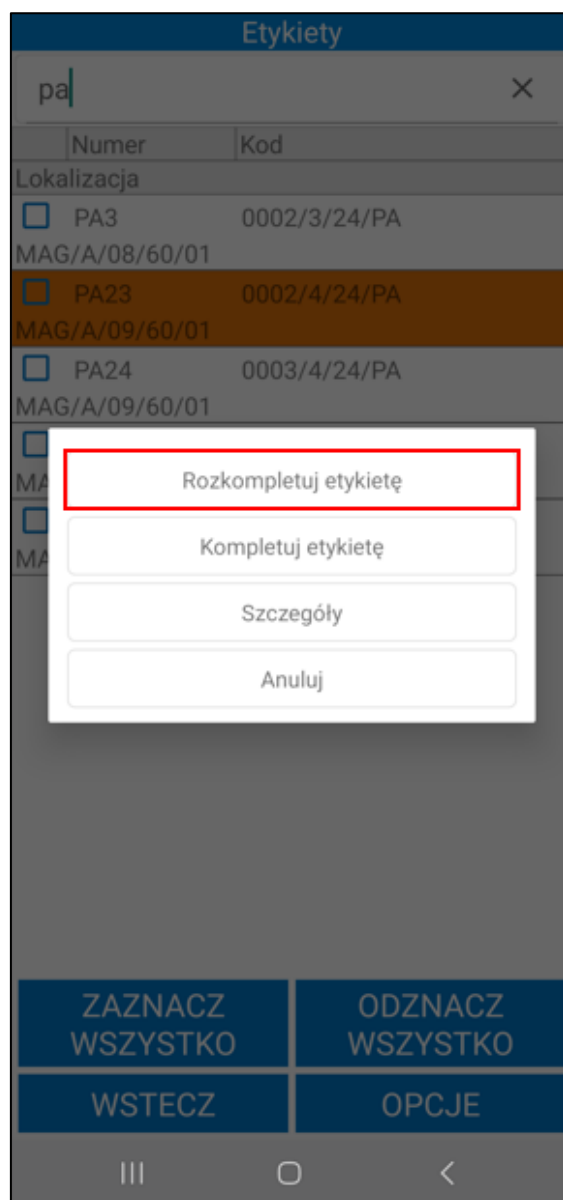 Etykiety
pa
Numer Kod
Lokalizacja
PA3 0002/3/24/PA
MAG/A/08/60/01
PA23 0002/4/24/PA
MAG/A/09/60/01
PA24 0003/4/24/PA
MAG/A/09/60/01
MA
MA
Rozkompletuj etykietę
Kompletuj etykietę
Szczegóły
Anuluj
ZAZNACZ
WSZYSTKO
ODZNACZ
WSZYSTKO
WSTECZ
OPCJE